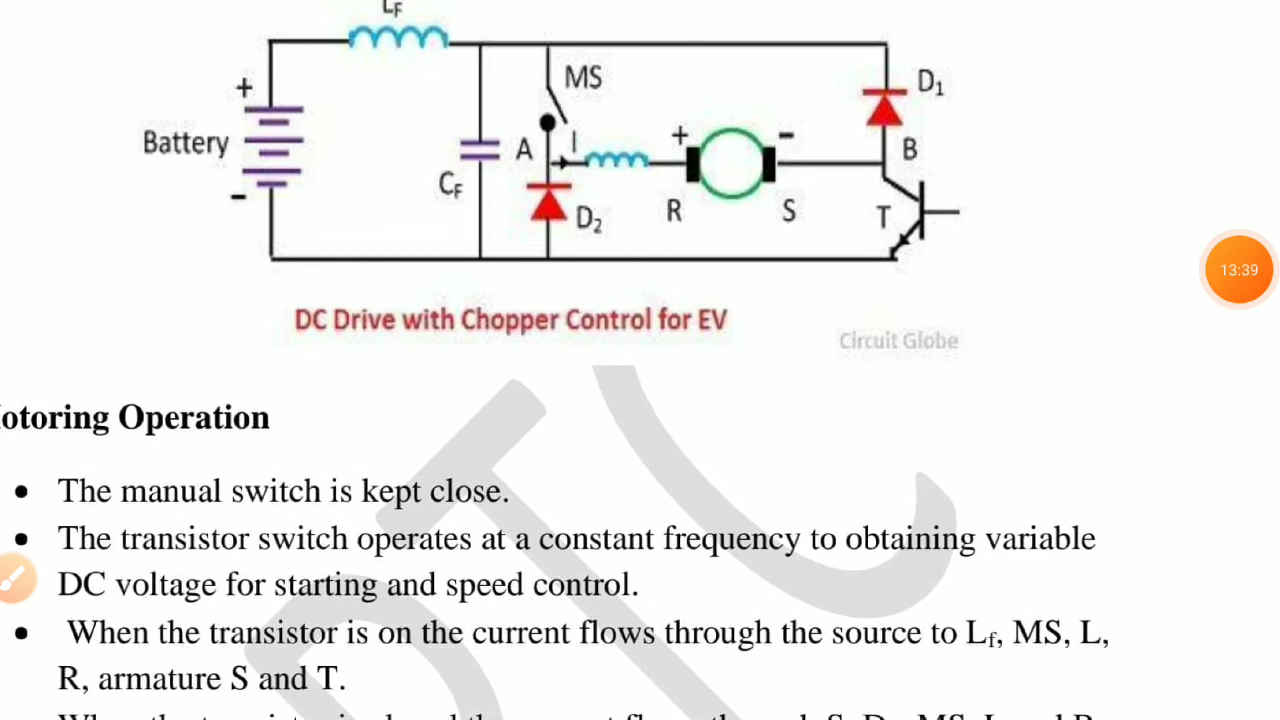 LF
+
MS
D₁
Battery
A
I
+
-
B
CF
-
D₂
R
S
T
13:39
DC Drive with Chopper Control for EV
Circuit Globe
otoring Operation
• The manual switch is kept close.
• The transistor switch operates at a constant frequency to obtaining variable
DC voltage for starting and speed control.
• When the transistor is on the current flows through the source to Lf, MS, L,
R, armature S and T.